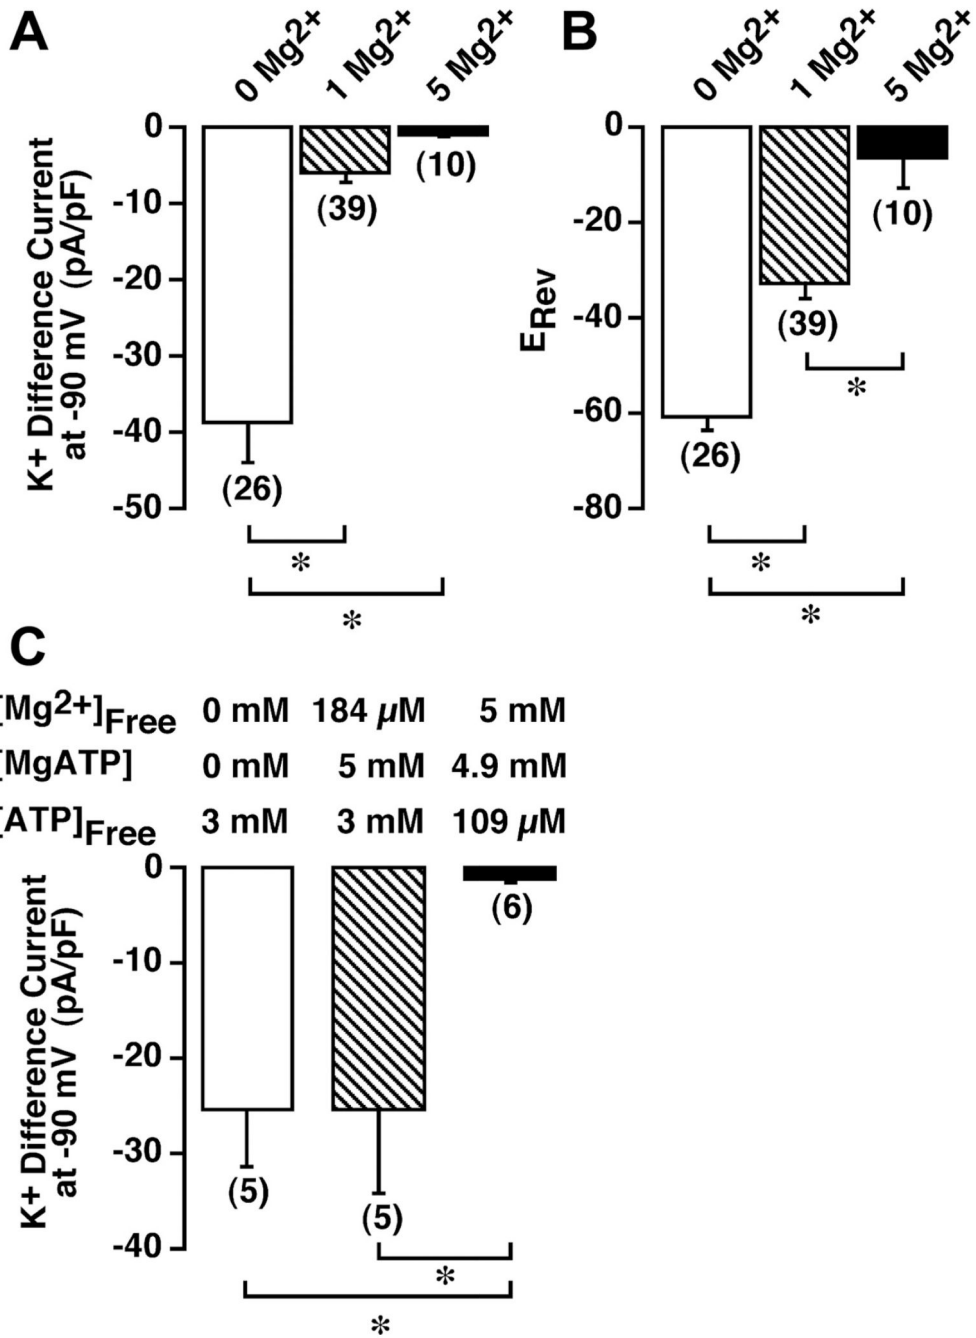 A
0 Mg2+
1 Mg2+
5 Mg2+
K+ Difference Current
at -90 mV (pA/pF)
0
-10
-20
-30
-40
-50
(26)
(39)
(10)
*
*
B
0 Mg2+
1 Mg2+
5 Mg2+
ERev
0
-20
-40
-60
-80
(26)
(39)
(10)
*
*
*
C
[Mg2+]Free 0 mM 184 µM 5 mM
[MgATP] 0 mM 5 mM 4.9 mM
[ATP]Free 3 mM 3 mM 109 µM
K+ Difference Current
at -90 mV (pA/pF)
0
-10
-20
-30
-40
(5)
(5)
(6)
*
*